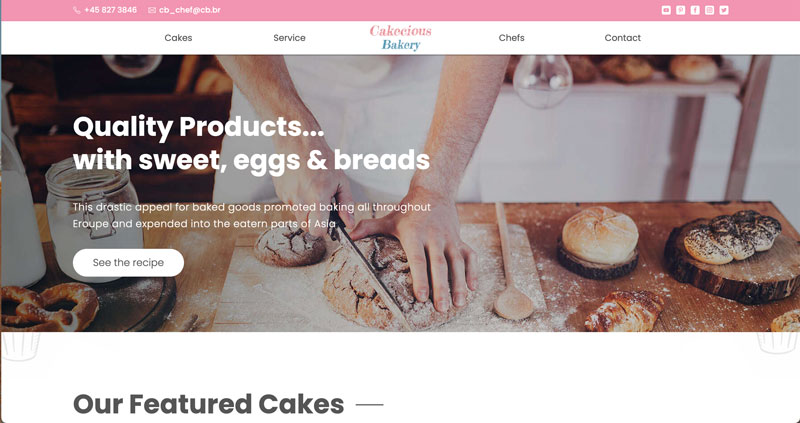 +45 827 3846 cb_chef@cb.br
Cakes Service Cakecious Bakery Chefs Contact
Quality Products...
with sweet, eggs & breads
This drastic appeal for baked goods promoted baking all throughout
Eroupe and expended into the eatern parts of Asia
See the recipe
Our Featured Cakes